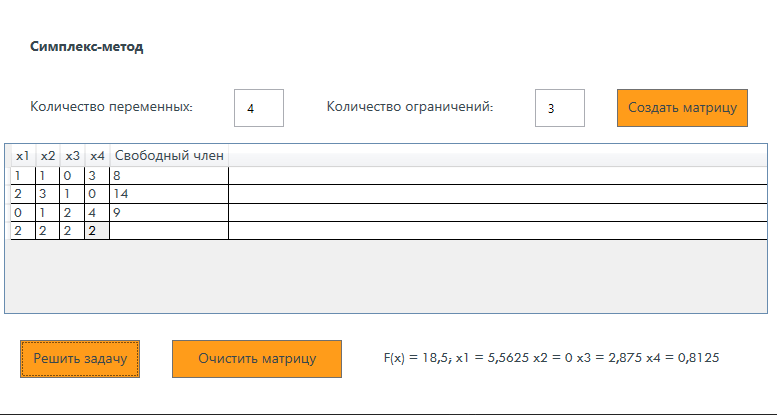 Симплекс-метод
Количество переменных: 4 Количество ограничений: 3 Создать матрицу
x1 x2 x3 x4 Свободный член
1 1 0 3 8
2 3 1 0 14
0 1 2 4 9
2 2 2 2
Решить задачу Очистить матрицу F(x) = 18,5; x1 = 5,5625 x2 = 0 x3 = 2,875 x4 = 0,8125